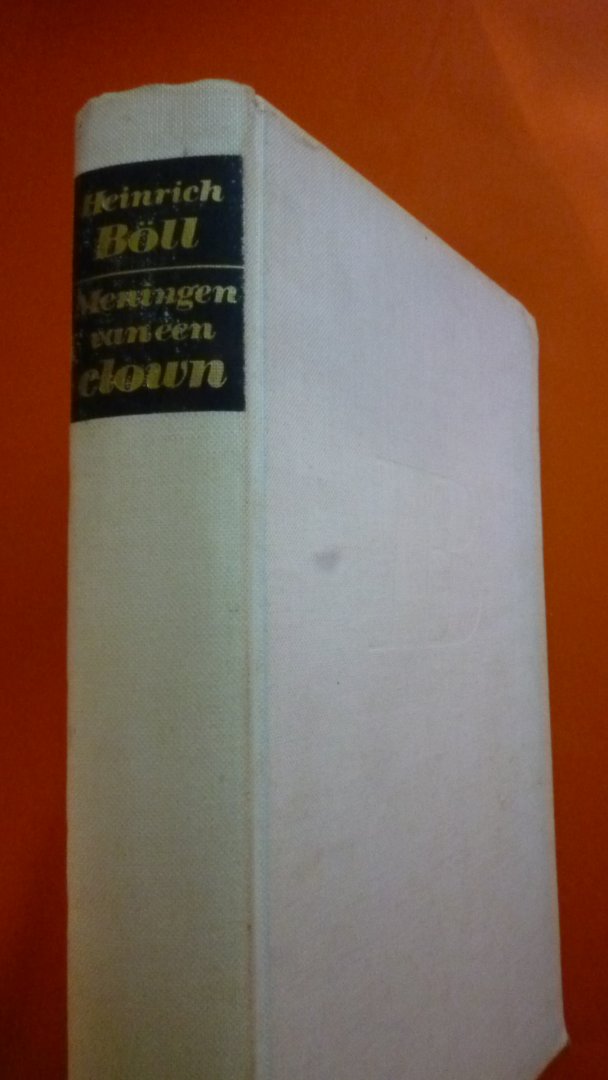 Heinrich
Böll
Meningen
van een
clown